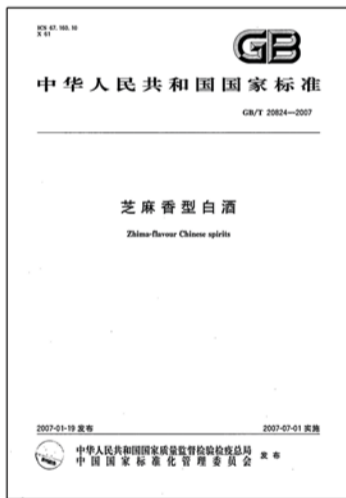 ICS 67.160.10
X 61
GB
中华人民共和国国家标准
GB/T 20824—2007
芝麻香型白酒
Zhima-flavour Chinese spirits
2007-01-19 发布
2007-07-01 实施
中华人民共和国国家质量监督检验检疫总局
中国国家标准化管理委员会
发布